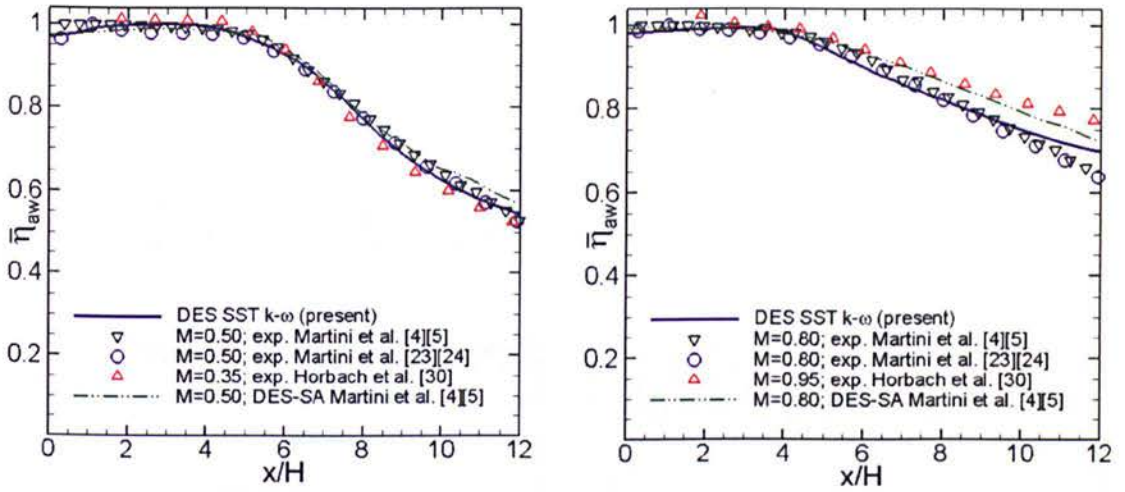 1
0.8
0.6
0.4
0.2
η̅aw
DES SST k-ω (present)
M=0.50; exp. Martini et al. [4][5]
M=0.50; exp. Martini et al. [23][24]
M=0.35; exp. Horbach et al. [30]
M=0.50; DES-SA Martini et al. [4][5]
0 2 4 6 8 10 12
x/H
1
0.8
0.6
0.4
0.2
η̅aw
DES SST k-ω (present)
M=0.80; exp. Martini et al. [4][5]
M=0.80; exp. Martini et al. [23][24]
M=0.95; exp. Horbach et al. [30]
M=0.80; DES-SA Martini et al. [4][5]
0 2 4 6 8 10 12
x/H